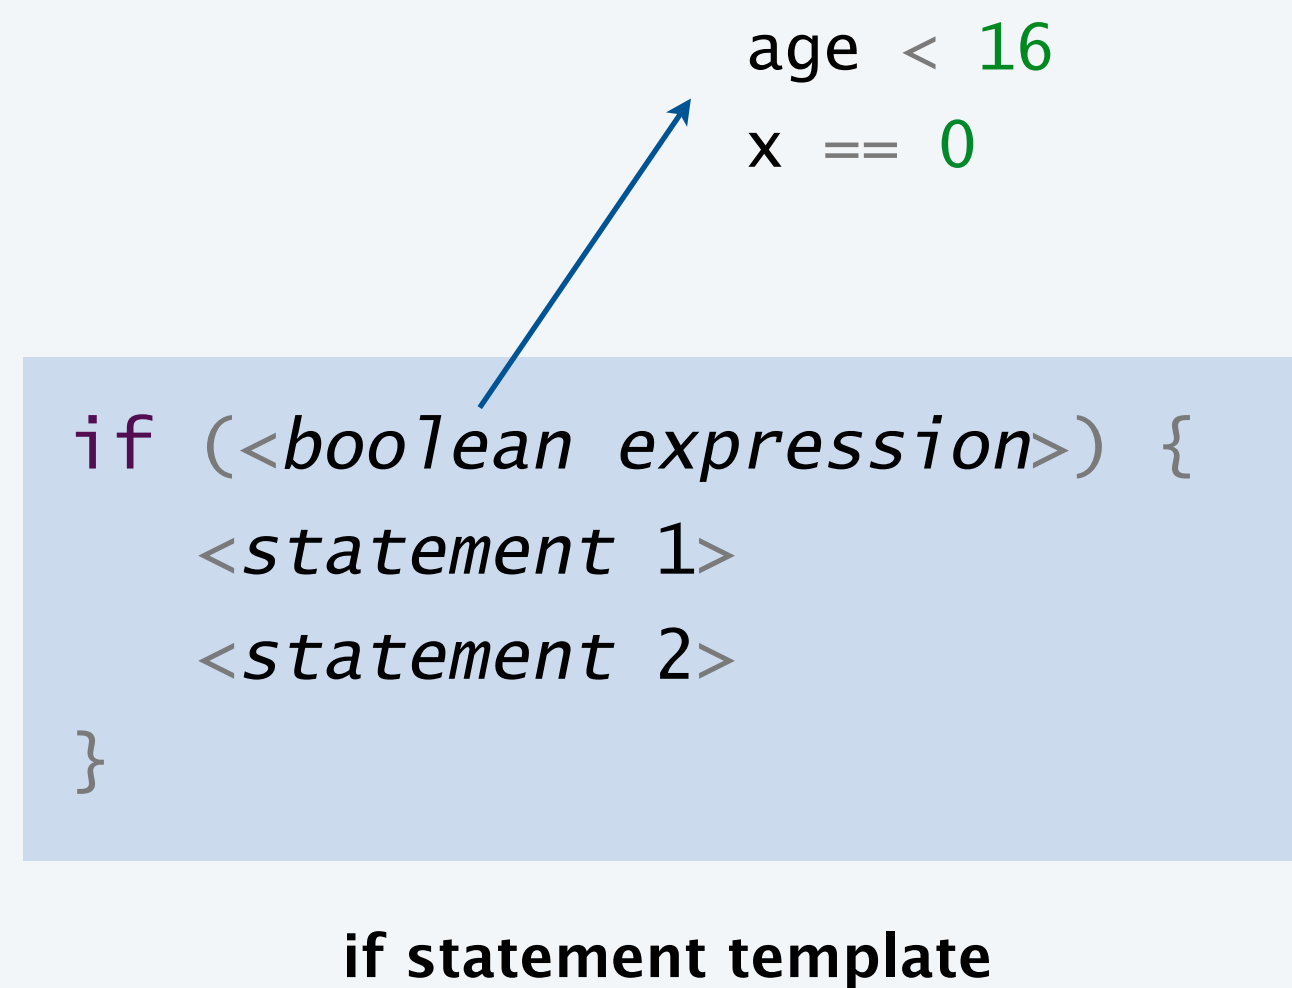 age < 16
x == 0
if (<boolean expression>) {
<statement 1>
<statement 2>
}
if statement template